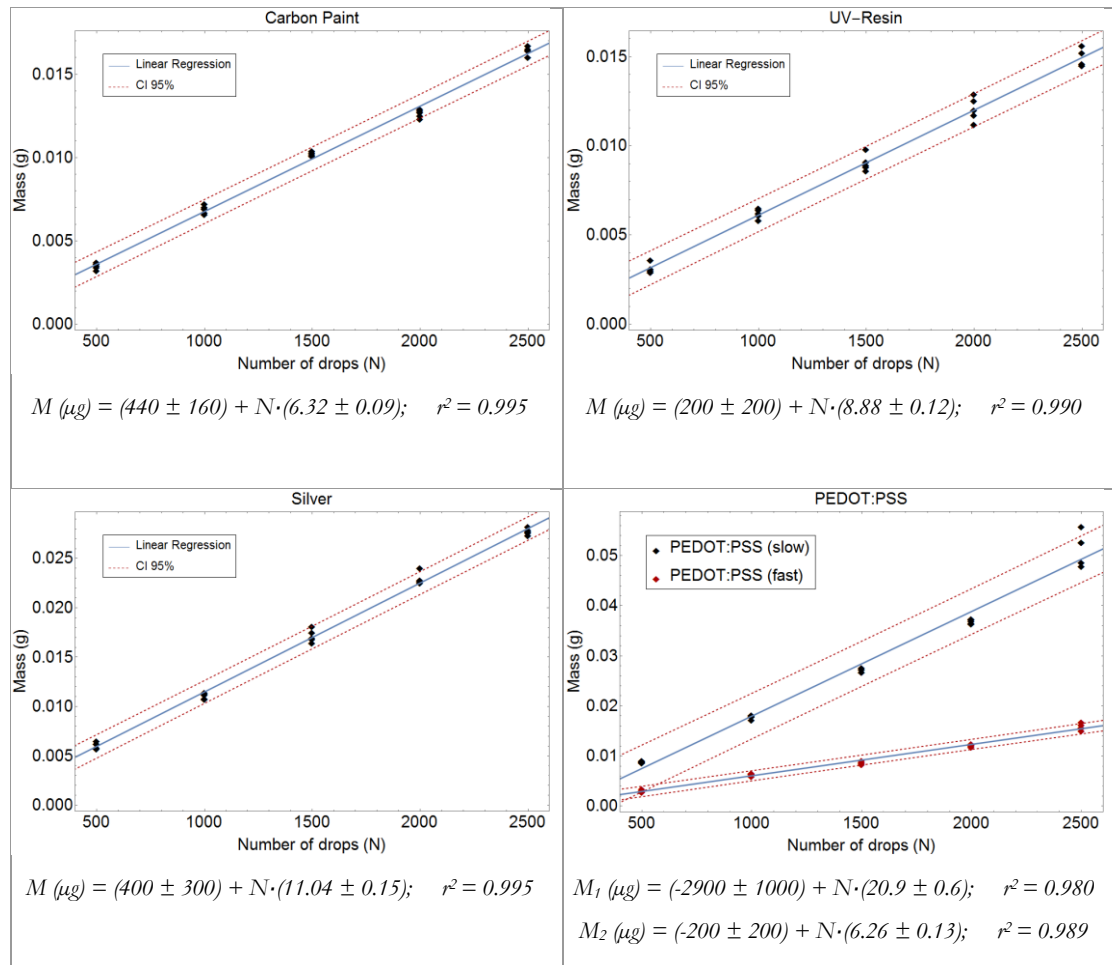 Carbon Paint
Linear Regression
CI 95%
0.015
0.010
0.005
0.000
Mass (g)
500 1000 1500 2000 2500
Number of drops (N)
M (μg) = (440 ± 160) + N·(6.32 ± 0.09); r² = 0.995
UV−Resin
Linear Regression
CI 95%
0.015
0.010
0.005
0.000
Mass (g)
500 1000 1500 2000 2500
Number of drops (N)
M (μg) = (200 ± 200) + N·(8.88 ± 0.12); r² = 0.990
Silver
Linear Regression
CI 95%
0.025
0.020
0.015
0.010
0.005
0.000
Mass (g)
500 1000 1500 2000 2500
Number of drops (N)
M (μg) = (400 ± 300) + N·(11.04 ± 0.15); r² = 0.995
PEDOT:PSS
PEDOT:PSS (slow)
PEDOT:PSS (fast)
0.05
0.04
0.03
0.02
0.01
0.00
Mass (g)
500 1000 1500 2000 2500
Number of drops (N)
M₁ (μg) = (-2900 ± 1000) + N·(20.9 ± 0.6); r² = 0.980
M₂ (μg) = (-200 ± 200) + N·(6.26 ± 0.13); r² = 0.989